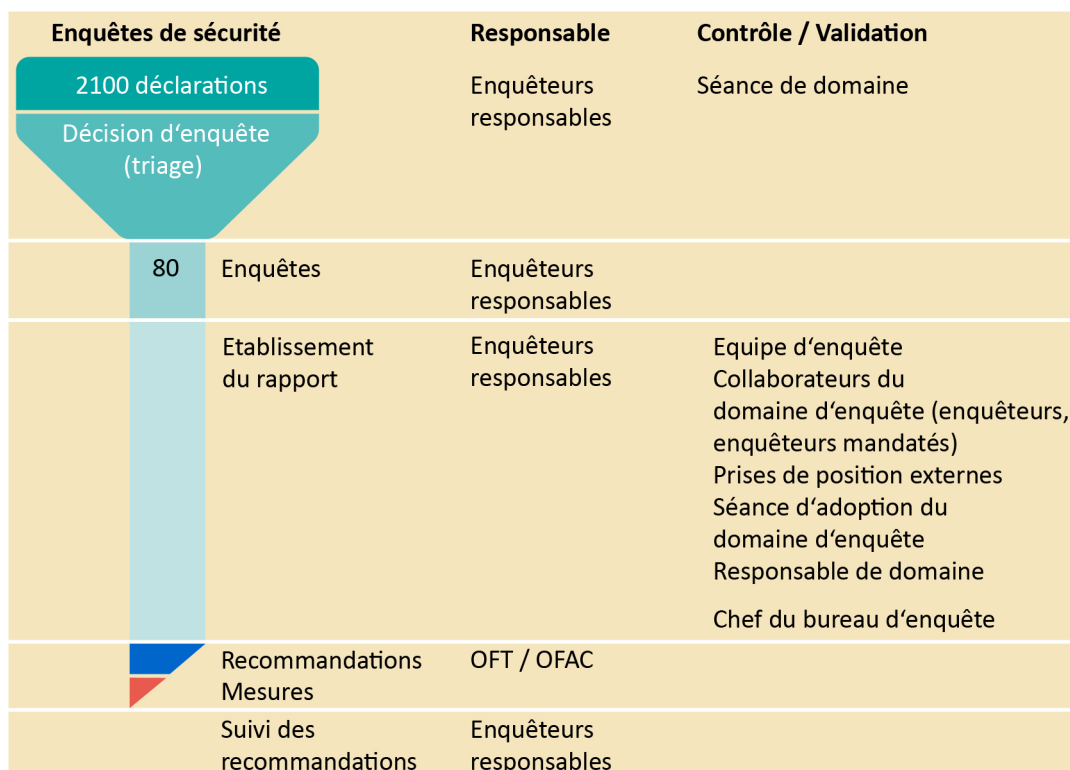 Enquêtes de sécurité
Responsable
Contrôle / Validation
2100 déclarations
Décision d‘enquête
(triage)
Enquêteurs
responsables
Séance de domaine
80
Enquêtes
Enquêteurs
responsables
Etablissement
du rapport
Enquêteurs
responsables
Equipe d‘enquête
Collaborateurs du
domaine d‘enquête (enquêteurs,
enquêteurs mandatés)
Prises de position externes
Séance d‘adoption du
domaine d‘enquête
Responsable de domaine
Chef du bureau d‘enquête
Recommandations
Mesures
OFT / OFAC
Suivi des
recommandations
Enquêteurs
responsables